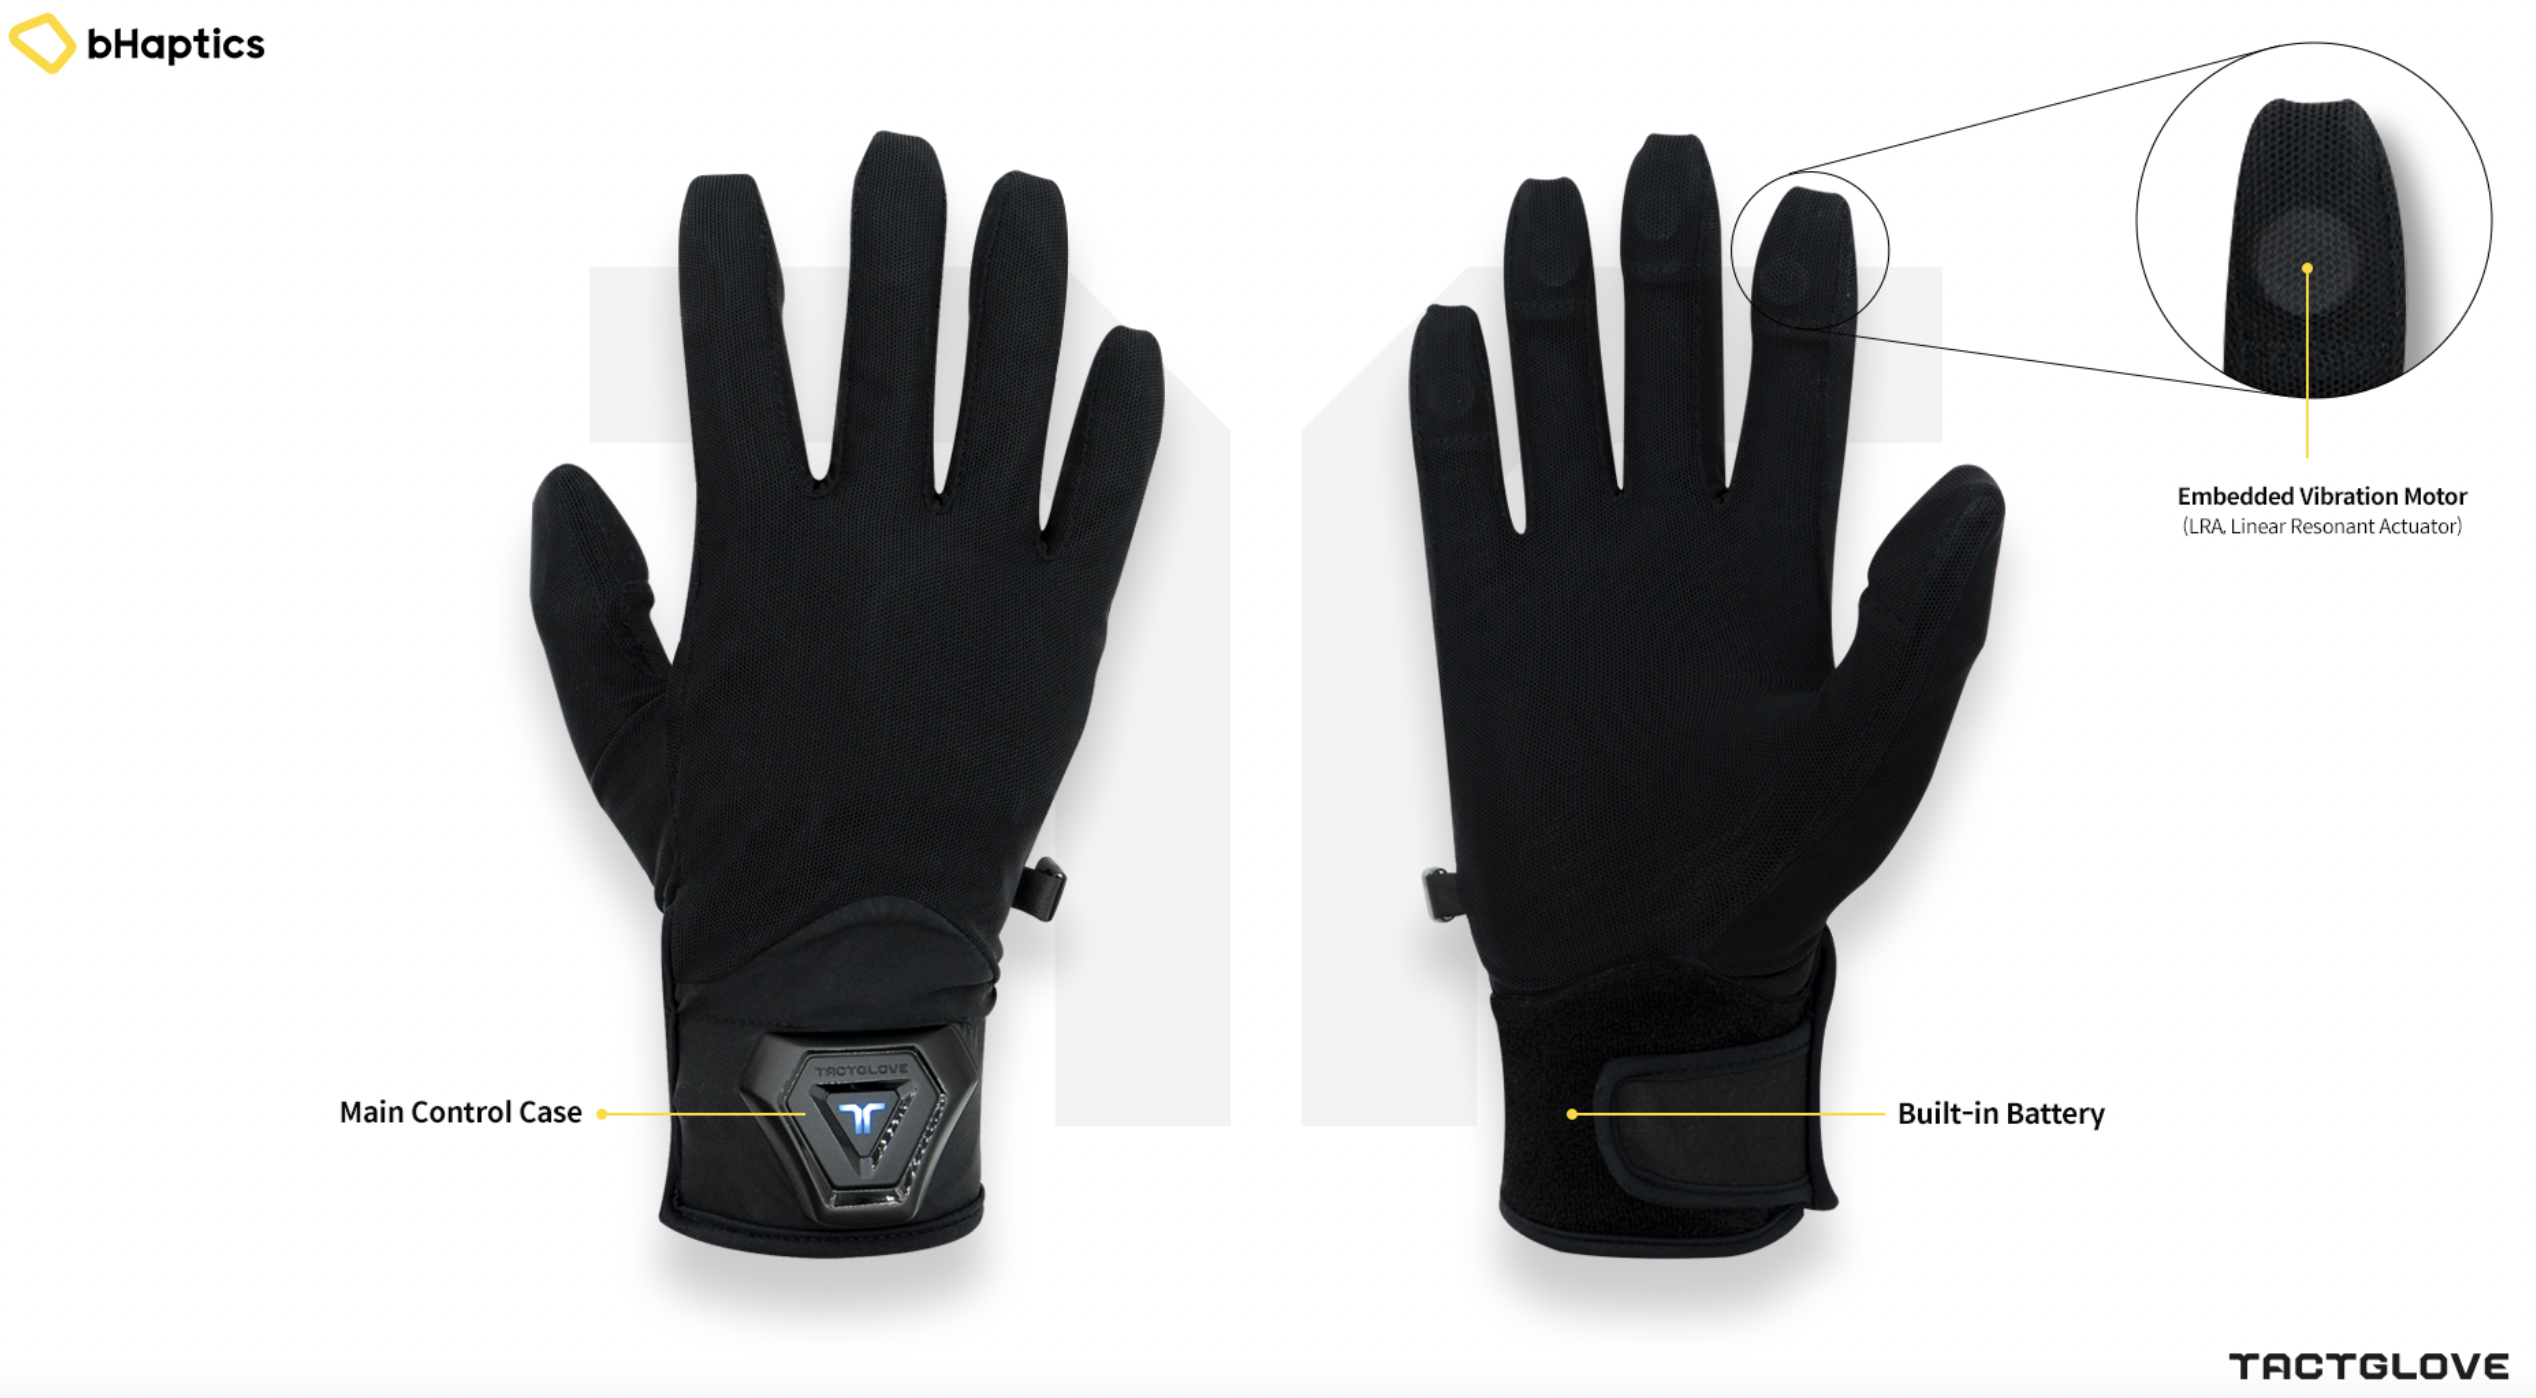 bHaptics
Embedded Vibration Motor
(LRA, Linear Resonant Actuator)
TACTGLOVE
Main Control Case
Built-in Battery
TACTGLOVE